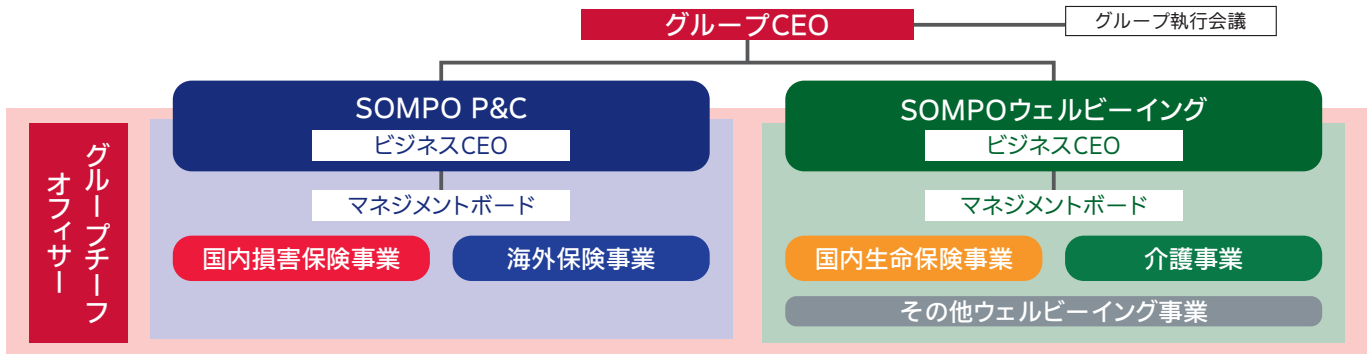 グループCEO
グループ執行会議
SOMPO P&C
ビジネスCEO
マネジメントボード
国内損害保険事業
海外保険事業
SOMPOウェルビーイング
ビジネスCEO
マネジメントボード
国内生命保険事業
介護事業
その他ウェルビーイング事業
グループチーフ
オフィサー